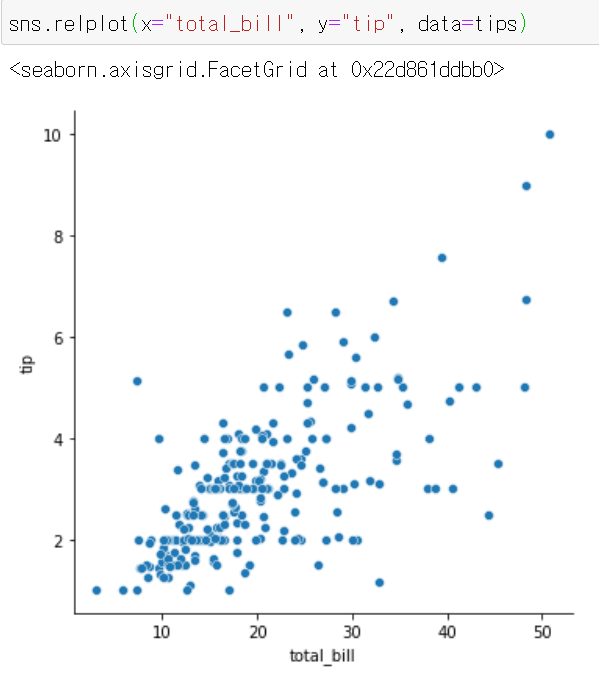 sns.relplot(x="total_bill", y="tip", data=tips)
<seaborn.axisgrid.FacetGrid at 0x22d861ddbb0>
10
8
6
4
2
tip
10 20 30 40 50
total_bill